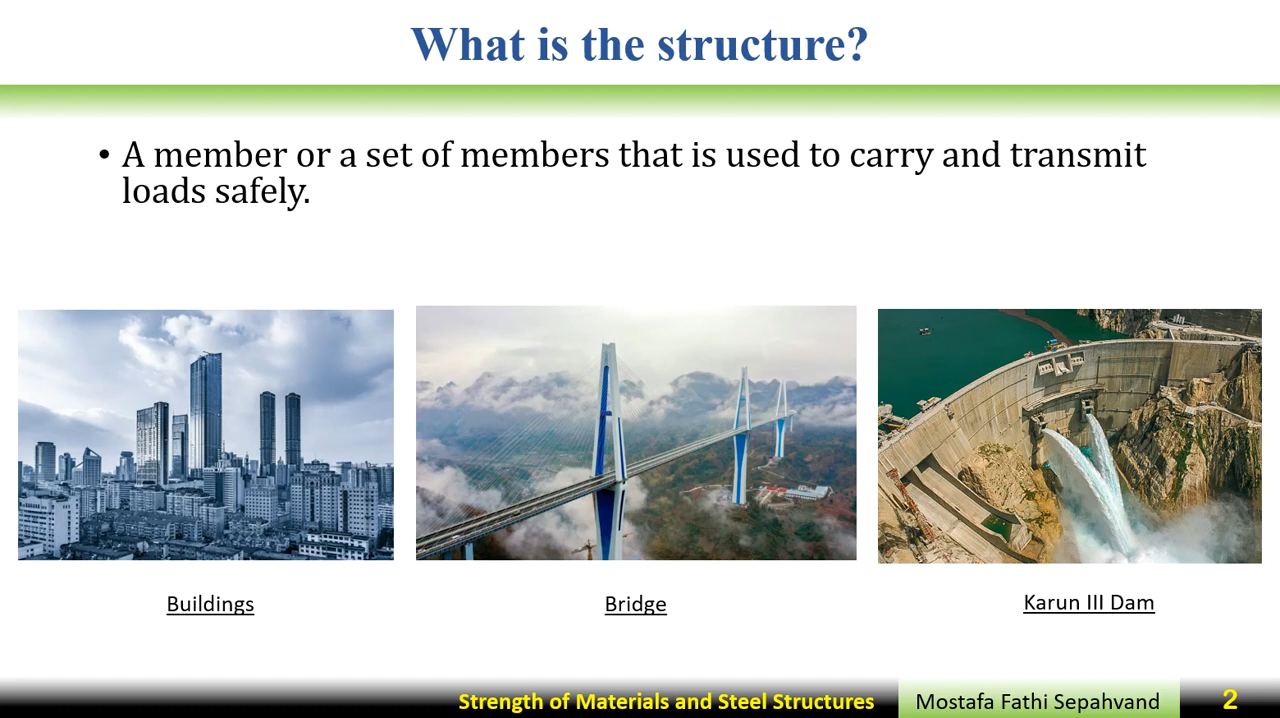 What is the structure?
• A member or a set of members that is used to carry and transmit
loads safely.
Buildings
Bridge
Karun III Dam
Strength of Materials and Steel Structures
Mostafa Fathi Sepahvand
2